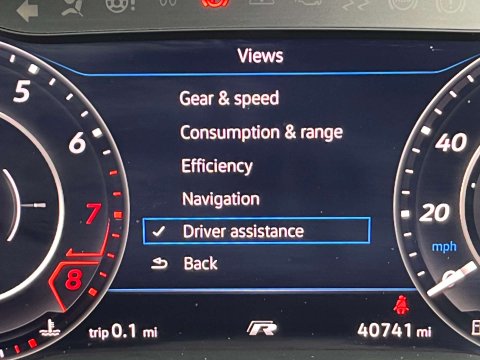 Views
Gear & speed
Consumption & range
Efficiency
Navigation
Driver assistance
Back
5
6
7
8
40
20
mph
0
trip 0.1 mi
R
40741 mi